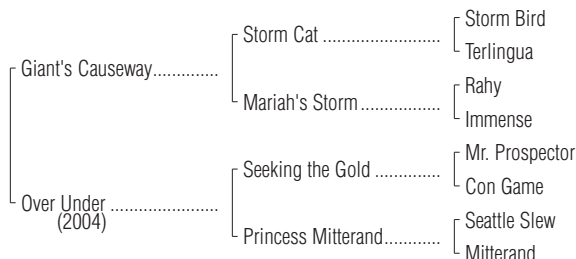 Storm Bird
Storm Cat ........................
Terlingua
Giant's Causeway..............
Rahy
Mariah's Storm .................
Immense
Mr. Prospector
Seeking the Gold ..............
Con Game
Over Under .......................
(2004)
Seattle Slew
Princess Mitterand............
Mitterand